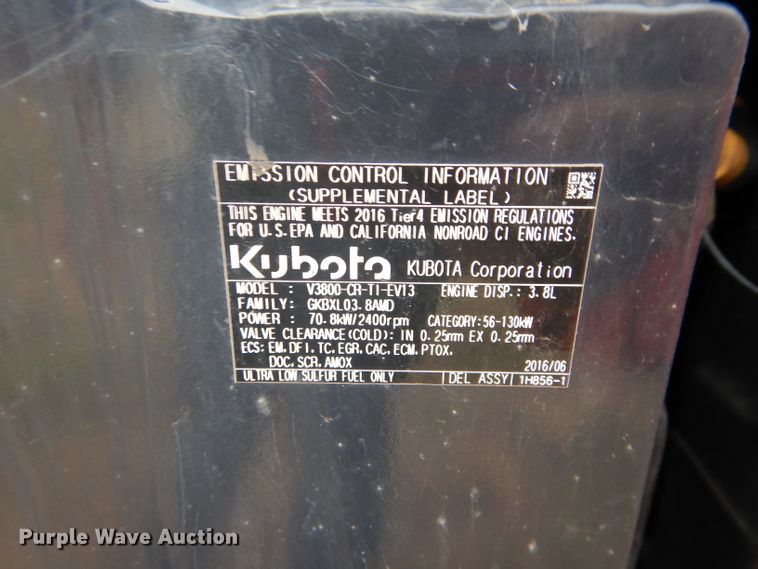 EMISSION CONTROL INFORMATION
(SUPPLEMENTAL LABEL)
THIS ENGINE MEETS 2016 Tier4 EMISSION REGULATIONS
FOR U.S.EPA AND CALIFORNIA NONROAD CI ENGINES.
Kubota KUBOTA Corporation
MODEL : V3800-CR-TI-EV13 ENGINE DISP.: 3.8L
FAMILY: GKBXL03.8AMD
POWER : 70.8kW/2400rpm CATEGORY:56-130kW
VALVE CLEARANCE(COLD): IN 0.25mm EX 0.25mm
ECS: EM, DFI, TC, EGR, CAC, ECM, PTOX,
DOC, SCR, AMOX 2016/06
ULTRA LOW SULFUR FUEL ONLY DEL ASSY 1H856-1
Purple Wave Auction